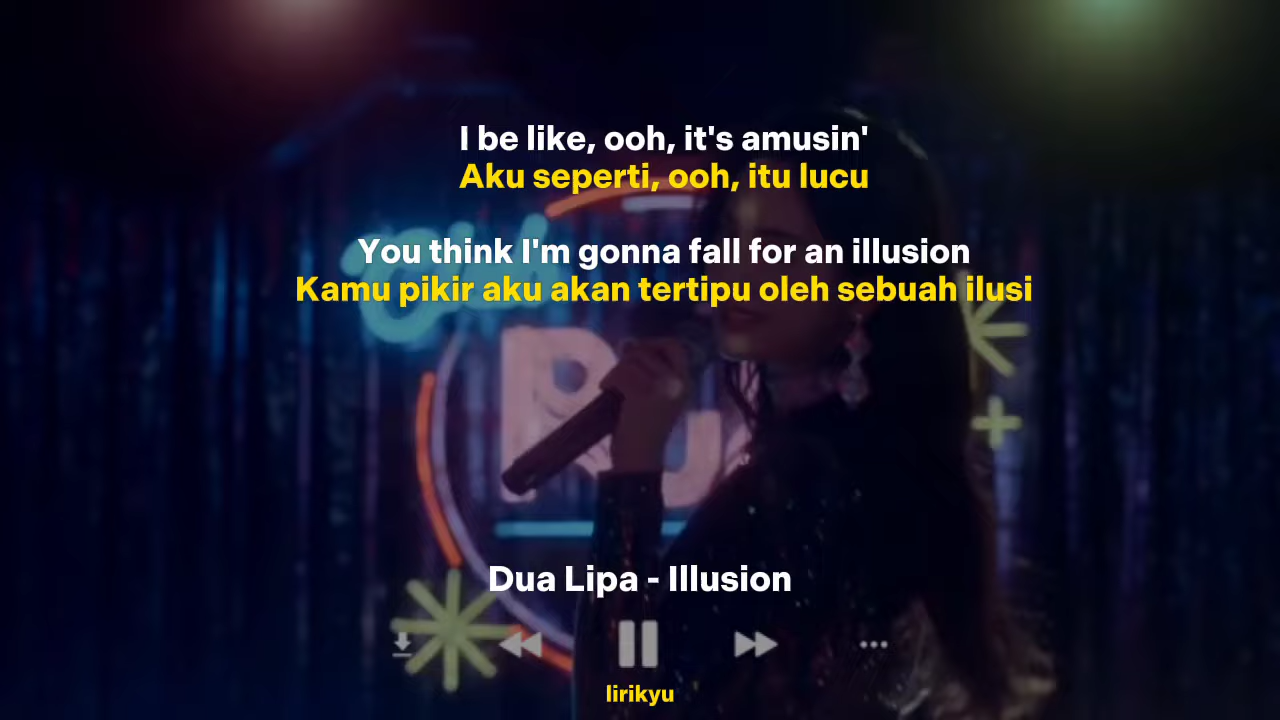 I be like, ooh, it's amusin'
Aku seperti, ooh, itu lucu
You think I'm gonna fall for an illusion
Kamu pikir aku akan tertipu oleh sebuah ilusi
Dua Lipa - Illusion
lirikyu